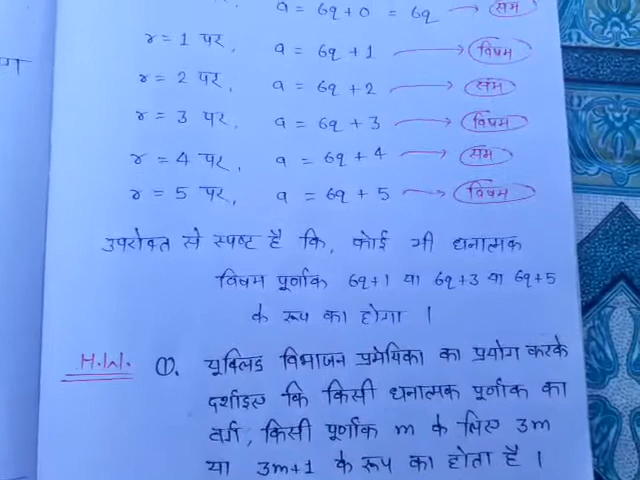 a = 6q + 0 = 6q → सम
r = 1 पर, a = 6q + 1 → विषम
r = 2 पर, a = 6q + 2 → सम
r = 3 पर, a = 6q + 3 → विषम
r = 4 पर, a = 6q + 4 → सम
r = 5 पर, a = 6q + 5 → विषम
उपरोक्त से स्पष्ट है कि, कोई भी धनात्मक
विषम पूर्णांक 6q+1 या 6q+3 या 6q+5
के रूप का होगा ।
H.W. ①. यूक्लिड विभाजन प्रमेयिका का प्रयोग करके
दर्शाइए कि किसी धनात्मक पूर्णांक का
वर्ग, किसी पूर्णांक m के लिए 3m
या 3m+1 के रूप का होता है ।